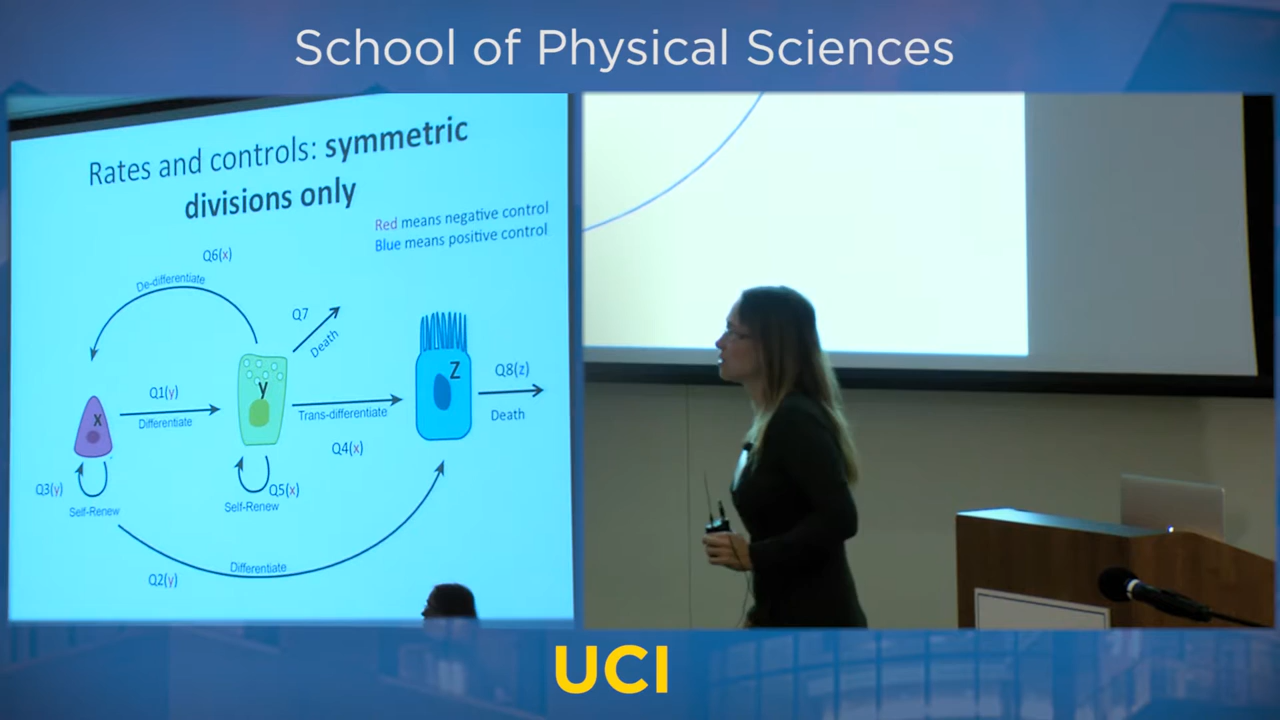 School of Physical Sciences
Rates and controls: symmetric
divisions only
Red means negative control
Blue means positive control
Q6(x)
De-differentiate
Q7
Death
Z
Q8(z)
Death
y
Q1(y)
Differentiate
Trans-differentiate
Q4(x)
X
Q3(y)
Self-Renew
Q5(x)
Self-Renew
Differentiate
Q2(y)
UCI